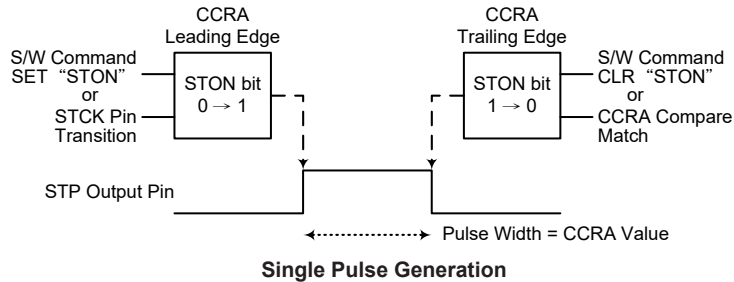 CCRA
Leading Edge
CCRA
Trailing Edge
S/W Command
SET “STON”
or
STCK Pin
Transition
STON bit
0 → 1
STON bit
1 → 0
S/W Command
CLR “STON”
or
CCRA Compare
Match
STP Output Pin
Pulse Width = CCRA Value
Single Pulse Generation